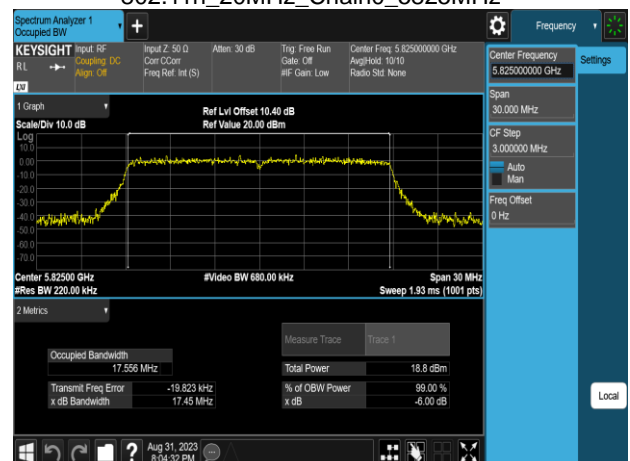 802.11n_20MHz_Chain0_5825MHz
Spectrum Analyzer 1
Occupied BW
Frequency
KEYSIGHT
Input: RF
Coupling: DC
Align: Off
Input Z: 50 Ω
Corr CCorr
Freq Ref: Int (S)
Atten: 30 dB
Trig: Free Run
Gate: Off
#IF Gain: Low
Center Freq: 5.825000000 GHz
Avg|Hold: 10/10
Radio Std: None
RL
LXI
Center Frequency
5.825000000 GHz
Settings
Span
30.000 MHz
CF Step
3.000000 MHz
Auto
Man
Freq Offset
0 Hz
1 Graph
Scale/Div 10.0 dB
Ref Lvl Offset 10.40 dB
Ref Value 20.00 dBm
Log
10.0
0.00
-10.0
-20.0
-30.0
-40.0
-50.0
-60.0
-70.0
Center 5.82500 GHz
#Video BW 680.00 kHz
Span 30 MHz
#Res BW 220.00 kHz
Sweep 1.93 ms (1001 pts)
2 Metrics
Measure Trace
Trace 1
Occupied Bandwidth
17.556 MHz
Total Power
18.8 dBm
Transmit Freq Error
-19.823 kHz
% of OBW Power
99.00 %
x dB Bandwidth
17.45 MHz
x dB
-6.00 dB
Local
?
Aug 31, 2023
8:04:32 PM